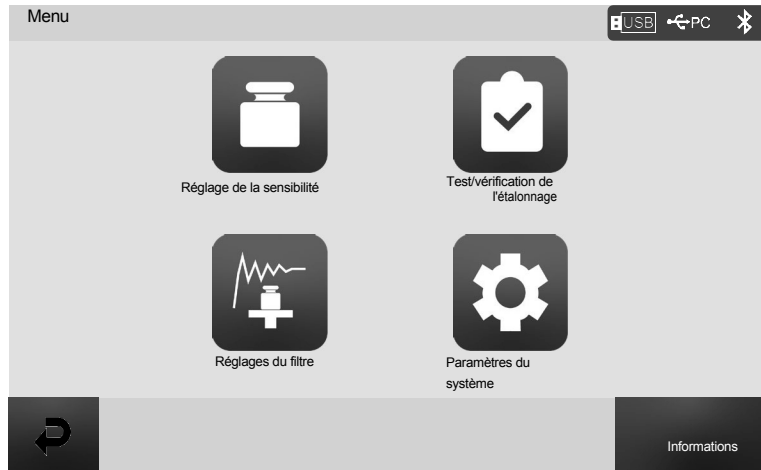 Menu
USB PC
Réglage de la sensibilité
Test/vérification de
l'étalonnage
Réglages du filtre
Paramètres du
système
Informations